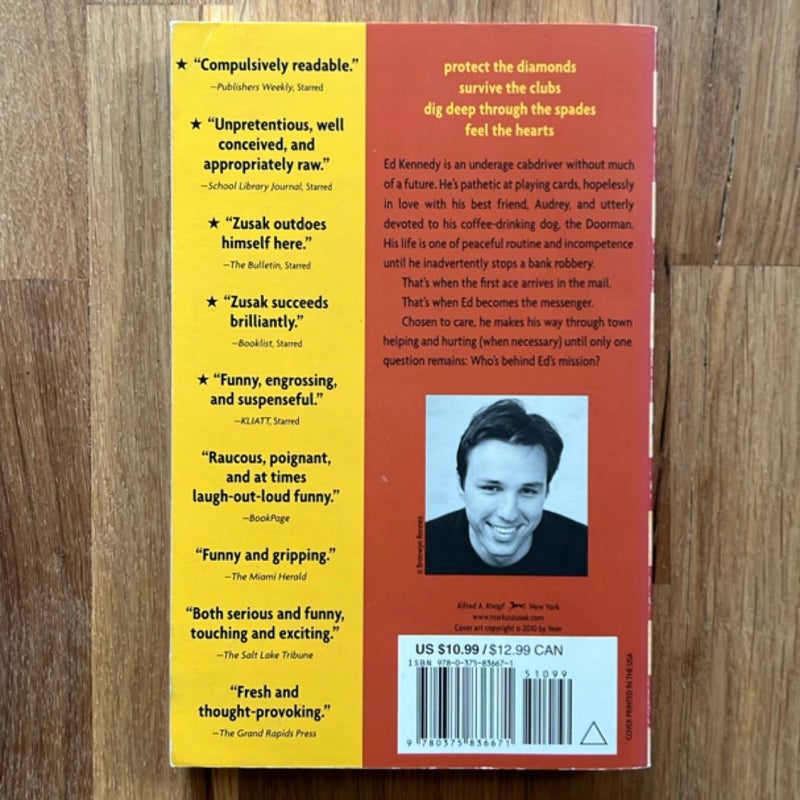 ★ “Compulsively readable.”
—Publishers Weekly, Starred
★ “Unpretentious, well
conceived, and
appropriately raw.”
—School Library Journal, Starred
★ “Zusak outdoes
himself here.”
—The Bulletin, Starred
★ “Zusak succeeds
brilliantly.”
—Booklist, Starred
★ “Funny, engrossing,
and suspenseful.”
—KLIATT, Starred
“Raucous, poignant,
and at times
laugh-out-loud funny.”
—BookPage
“Funny and gripping.”
—The Miami Herald
“Both serious and funny,
touching and exciting.”
—The Salt Lake Tribune
“Fresh and
thought-provoking.”
—The Grand Rapids Press
protect the diamonds
survive the clubs
dig deep through the spades
feel the hearts
Ed Kennedy is an underage cabdriver without much
of a future. He's pathetic at playing cards, hopelessly
in love with his best friend, Audrey, and utterly
devoted to his coffee-drinking dog, the Doorman.
His life is one of peaceful routine and incompetence
until he inadvertently stops a bank robbery.
That's when the first ace arrives in the mail.
That's when Ed becomes the messenger.
Chosen to care, he makes his way through town
helping and hurting (when necessary) until only one
question remains: Who's behind Ed's mission?
© Bronwyn Rennex
Alfred A. Knopf New York
www.markuszusak.com
Cover art copyright © 2010 by Veer
US $10.99 / $12.99 CAN
ISBN 978-0-375-83667-1
51099
9 780375 836671
COVER PRINTED IN THE USA